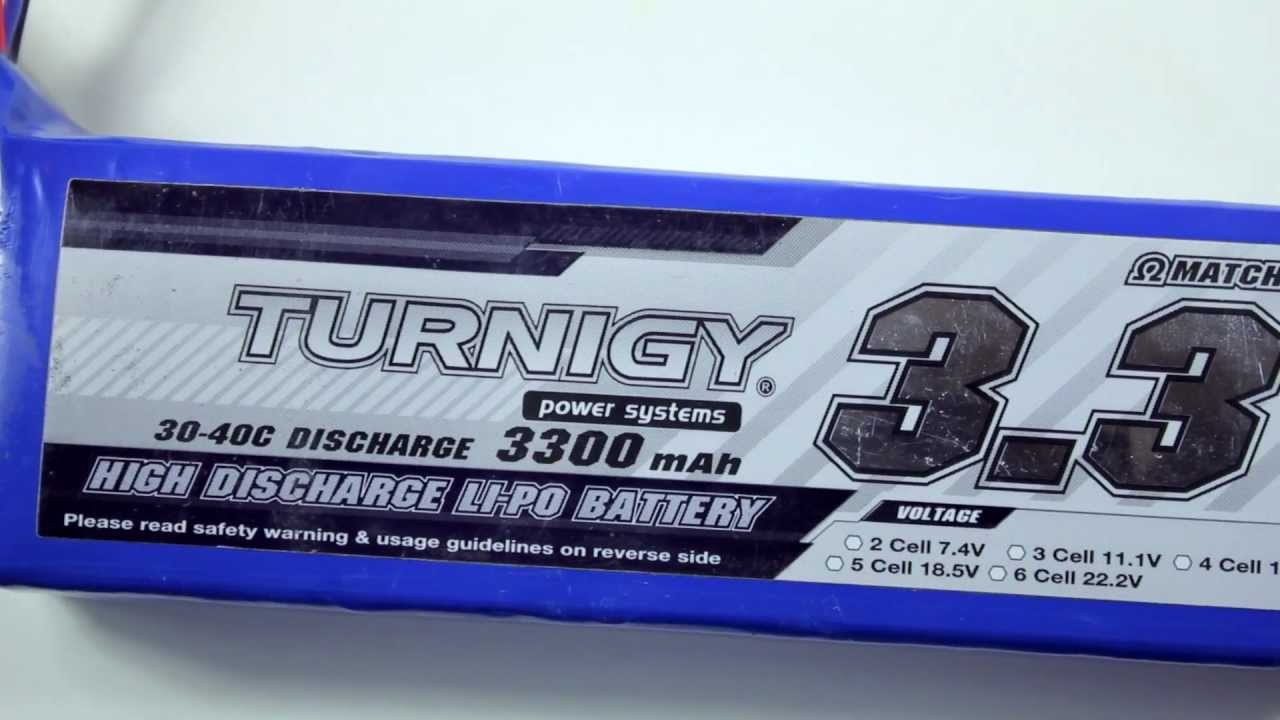 Ω MATCH
TURNIGY®
3.3
power systems
30-40C DISCHARGE 3300 mAh
HIGH DISCHARGE LI-PO BATTERY
Please read safety warning & usage guidelines on reverse side
VOLTAGE
2 Cell 7.4V 3 Cell 11.1V 4 Cell 1
5 Cell 18.5V 6 Cell 22.2V